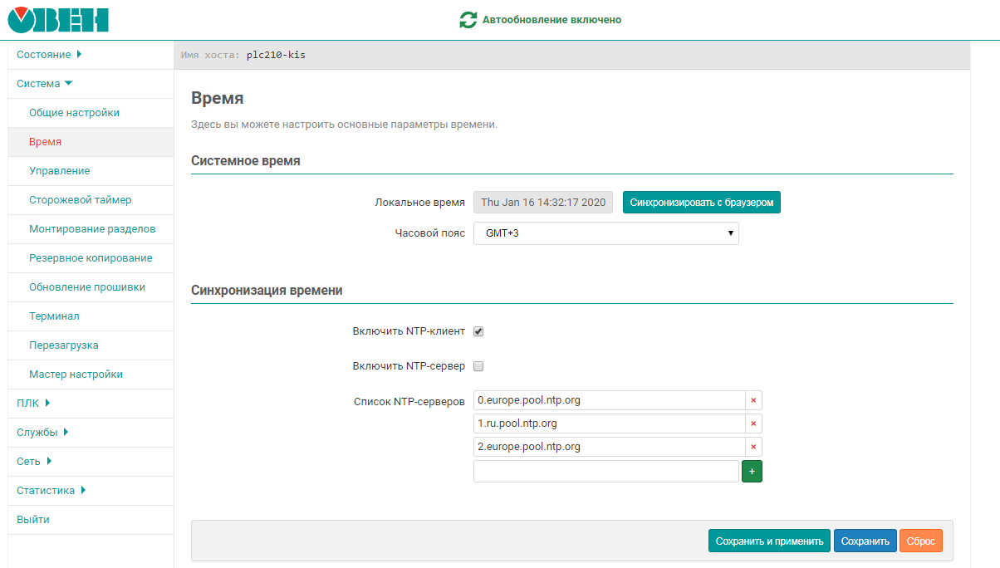 ОВЕН
Автообновление включено
Состояние
Имя хоста: plc210-kis
Система
Общие настройки
Время
Управление
Сторожевой таймер
Монтирование разделов
Резервное копирование
Обновление прошивки
Терминал
Перезагрузка
Мастер настройки
ПЛК
Службы
Сеть
Статистика
Выйти
Время
Здесь вы можете настроить основные параметры времени.
Системное время
Локальное время Thu Jan 16 14:32:17 2020 Синхронизировать с браузером
Часовой пояс GMT+3
Синхронизация времени
Включить NTP-клиент
Включить NTP-сервер
Список NTP-серверов 0.europe.pool.ntp.org ×
1.ru.pool.ntp.org ×
2.europe.pool.ntp.org ×
+
Сохранить и применить Сохранить Сброс